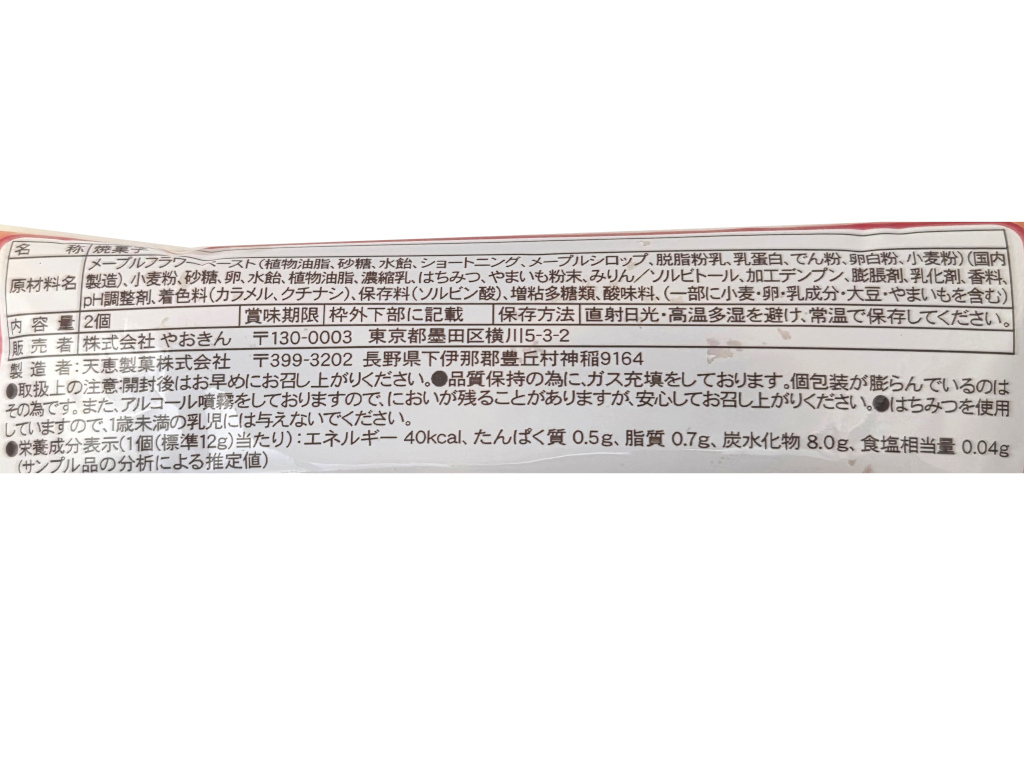 名 称 焼菓子
原材料名 メープルフラワーペースト(植物油脂、砂糖、水飴、ショートニング、メープルシロップ、脱脂粉乳、乳蛋白、でん粉、卵白粉、小麦粉)(国内
製造)、小麦粉、砂糖、卵、水飴、植物油脂、濃縮乳、はちみつ、やまいも粉末、みりん/ソルビトール、加工デンプン、膨脹剤、乳化剤、香料、
pH調整剤、着色料(カラメル、クチナシ)、保存料(ソルビン酸)、増粘多糖類、酸味料、(一部に小麦・卵・乳成分・大豆・やまいもを含む)
内容量 2個 賞味期限 枠外下部に記載 保存方法 直射日光・高温多湿を避け、常温で保存してください。
販売者 株式会社 やおきん 〒130-0003 東京都墨田区横川5-3-2
製造者:天恵製菓株式会社 〒399-3202 長野県下伊那郡豊丘村神稲9164
●取扱上の注意:開封後はお早めにお召し上がりください。●品質保持の為に、ガス充填をしております。個包装が膨らんでいるのは
その為です。また、アルコール噴霧をしておりますので、においが残ることがありますが、安心してお召し上がりください。●はちみつを使用
していますので、1歳未満の乳児には与えないでください。
●栄養成分表示(1個(標準12g)当たり):エネルギー 40kcal、たんぱく質 0.5g、脂質 0.7g、炭水化物 8.0g、食塩相当量 0.04g
(サンプル品の分析による推定値)